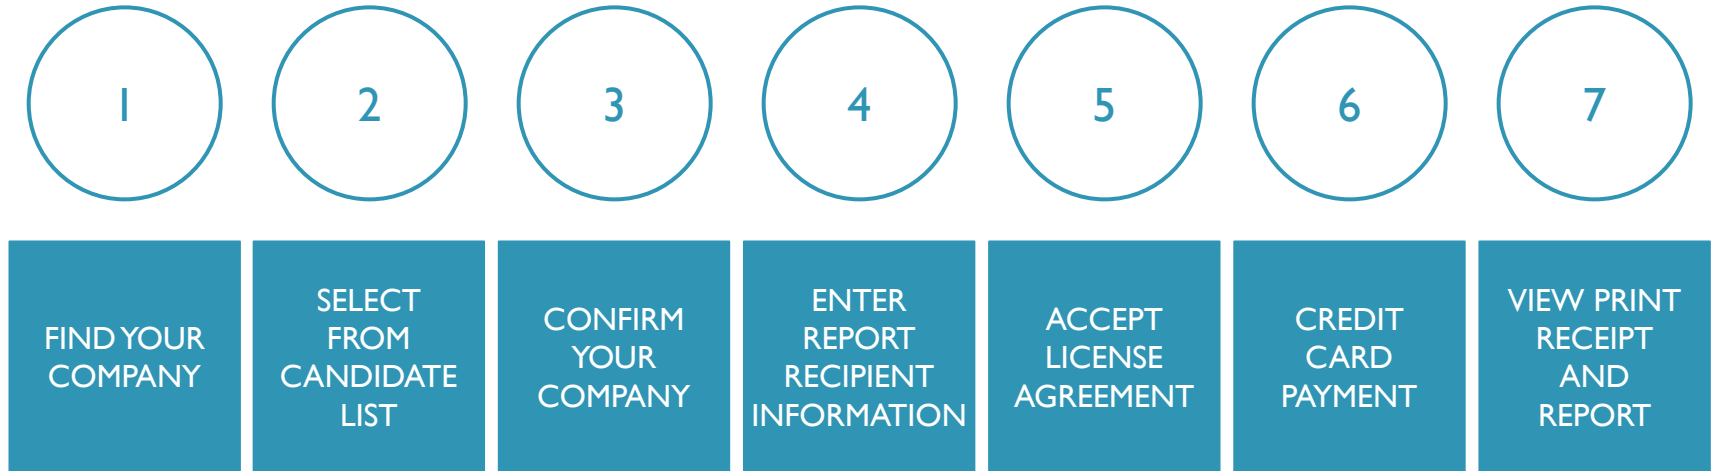 1
2
3
4
5
6
7
FIND YOUR
COMPANY
SELECT
FROM
CANDIDATE
LIST
CONFIRM
YOUR
COMPANY
ENTER
REPORT
RECIPIENT
INFORMATION
ACCEPT
LICENSE
AGREEMENT
CREDIT
CARD
PAYMENT
VIEW PRINT
RECEIPT
AND
REPORT